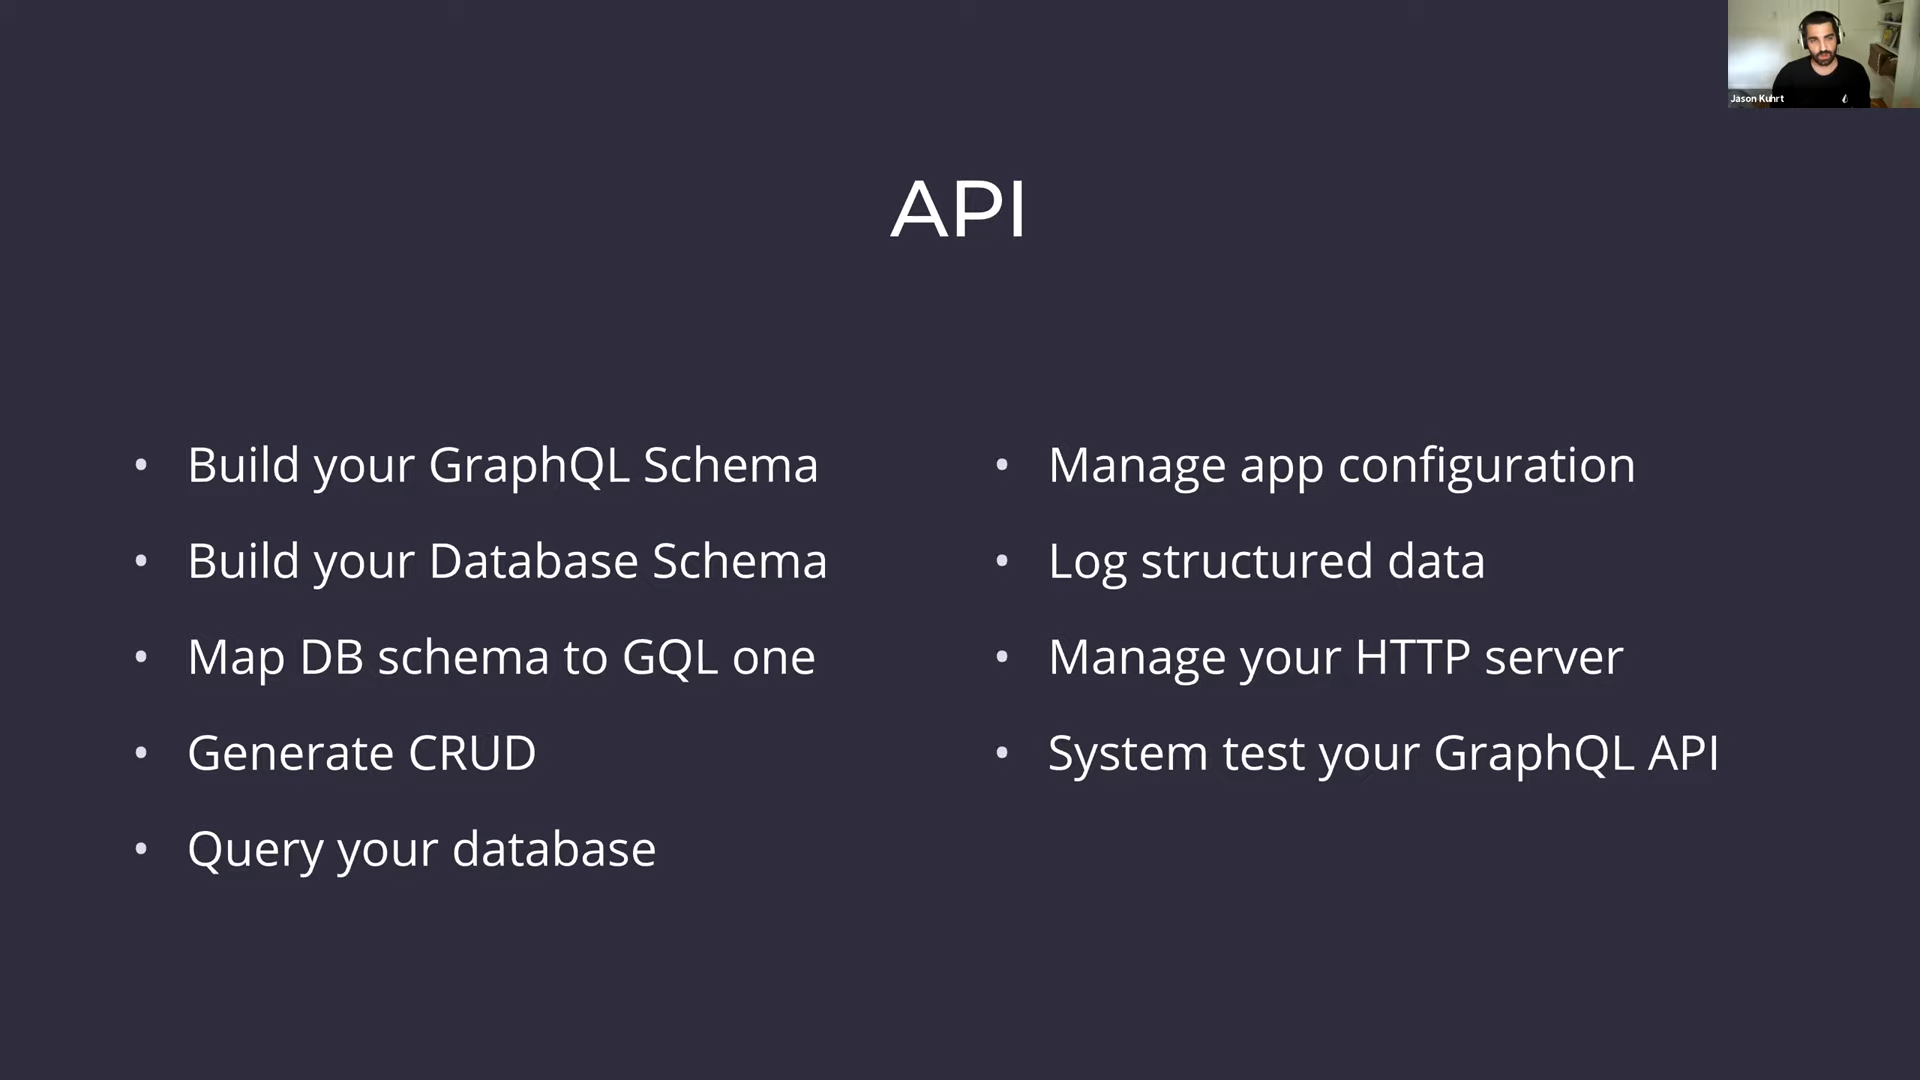 Jason Kuhrt
API
• Build your GraphQL Schema
• Build your Database Schema
• Map DB schema to GQL one
• Generate CRUD
• Query your database
• Manage app configuration
• Log structured data
• Manage your HTTP server
• System test your GraphQL API